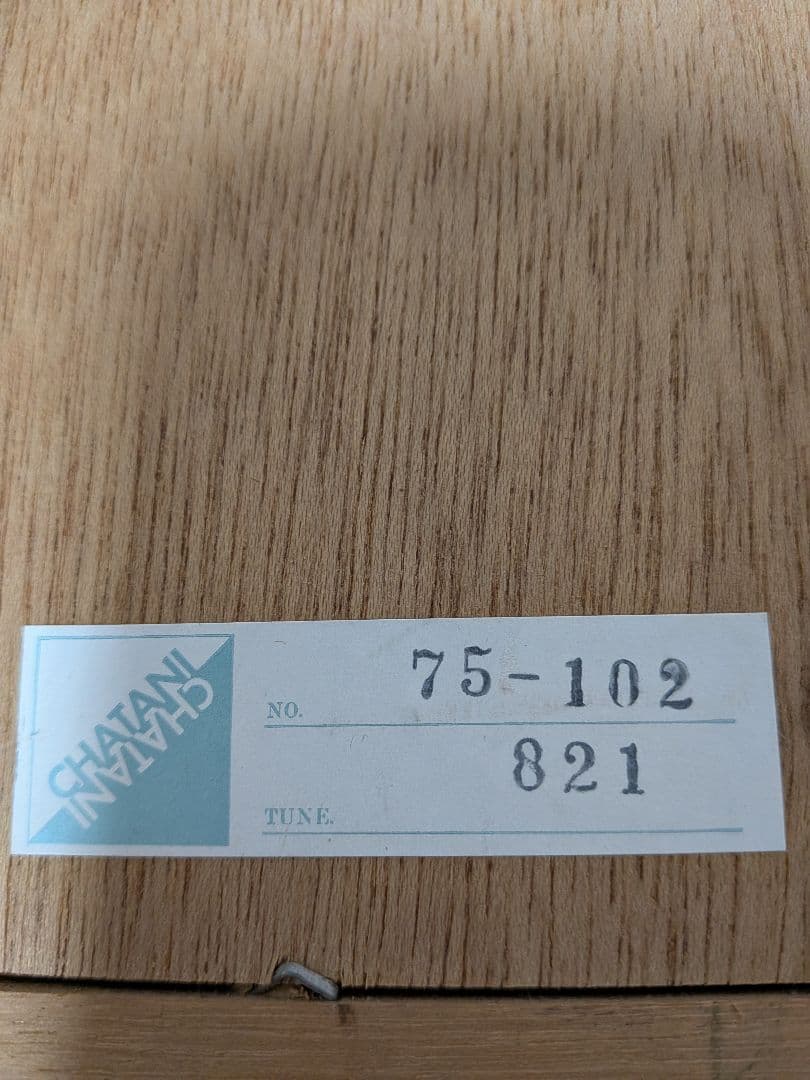 CHATANI
CHATANI
NO. 75-102
TUNE. 821